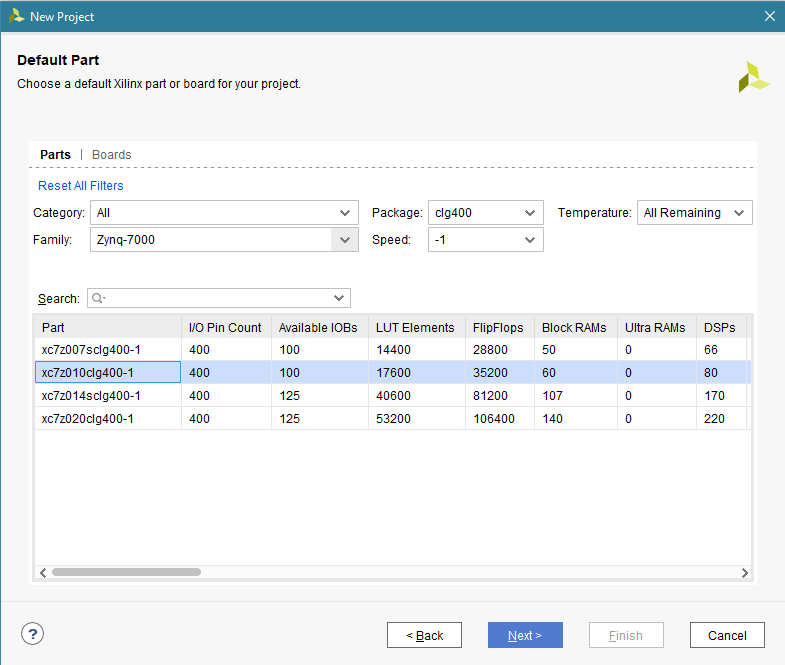 New Project
Default Part
Choose a default Xilinx part or board for your project.
Parts | Boards
Reset All Filters
Category: All Package: clg400 Temperature: All Remaining
Family: Zynq-7000 Speed: -1
Search: Q-
Part I/O Pin Count Available IOBs LUT Elements FlipFlops Block RAMs Ultra RAMs DSPs
xc7z007sclg400-1 400 100 14400 28800 50 0 66
xc7z010clg400-1 400 100 17600 35200 60 0 80
xc7z014sclg400-1 400 125 40600 81200 107 0 170
xc7z020clg400-1 400 125 53200 106400 140 0 220
? < Back Next > Finish Cancel